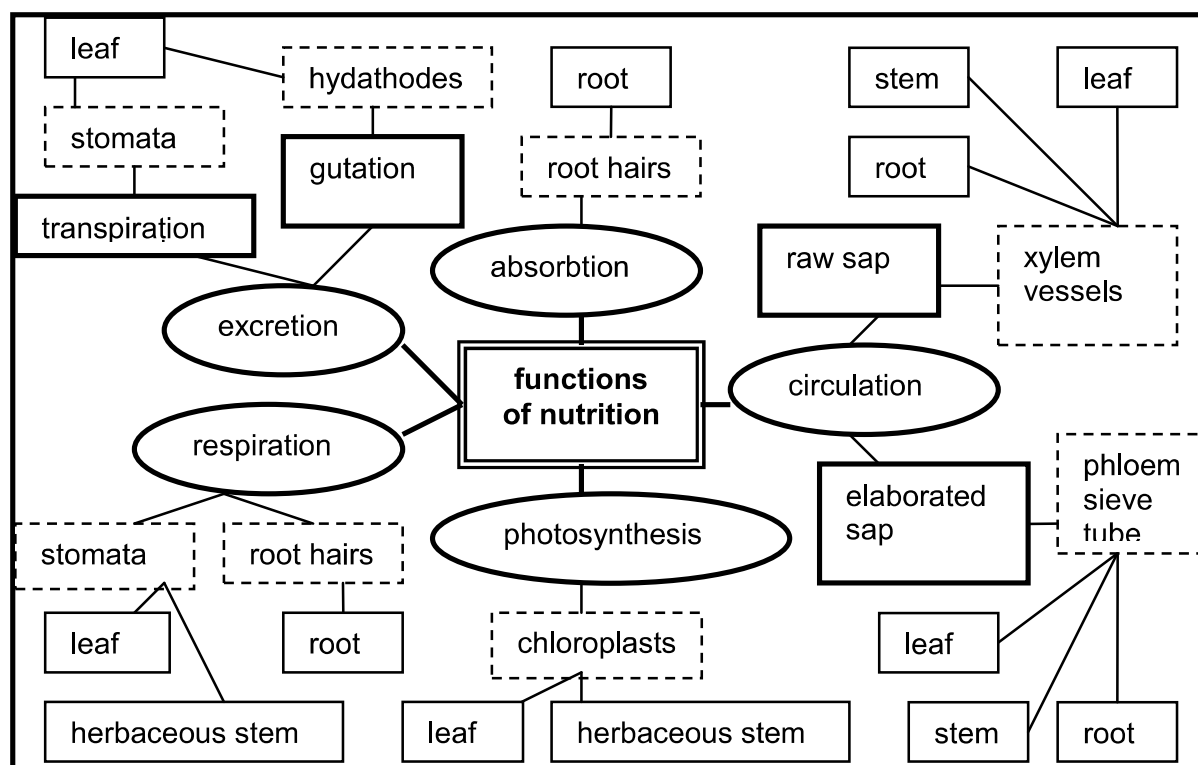 leaf
hydathodes
root
stem
leaf
stomata
gutation
root hairs
root
transpirația
absorbtion
raw sap
xylem
vessels
excretion
functions
of nutrition
circulation
respiration
phloem
sieve
tube
elaborated
sap
photosynthesis
stomata
root hairs
leaf
root
chloroplasts
leaf
herbaceous stem
leaf
herbaceous stem
stem
root